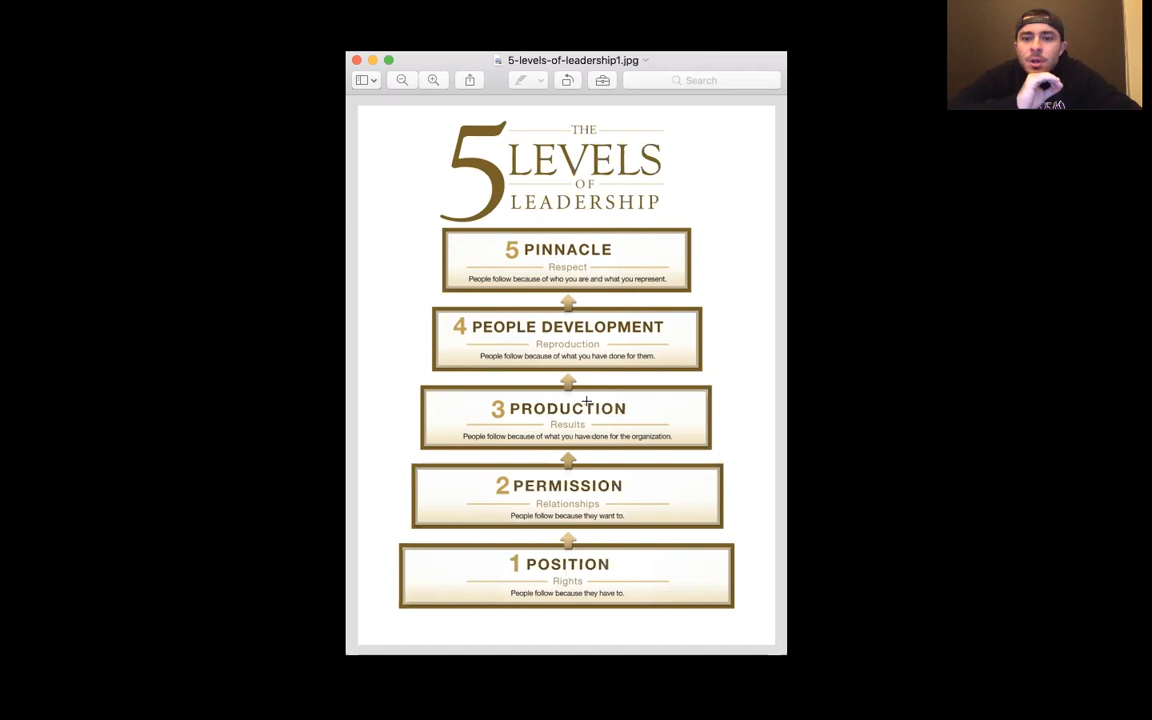 5-levels-of-leadership1.jpg
Search
THE
5 LEVELS
OF
LEADERSHIP
5 PINNACLE
Respect
People follow because of who you are and what you represent.
4 PEOPLE DEVELOPMENT
Reproduction
People follow because of what you have done for them.
3 PRODUCTION
Results
People follow because of what you have done for the organization.
2 PERMISSION
Relationships
People follow because they want to.
1 POSITION
Rights
People follow because they have to.